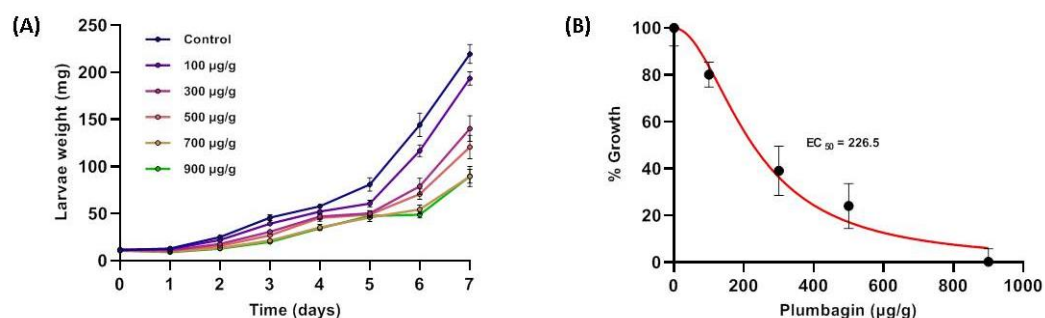 (A)
Larvae weight (mg)
250
200
150
100
50
0
Control
100 µg/g
300 µg/g
500 µg/g
700 µg/g
900 µg/g
0 1 2 3 4 5 6 7
Time (days)
(B)
% Growth
100
80
60
40
20
0
EC 50 = 226.5
0 200 400 600 800 1000
Plumbagin (µg/g)